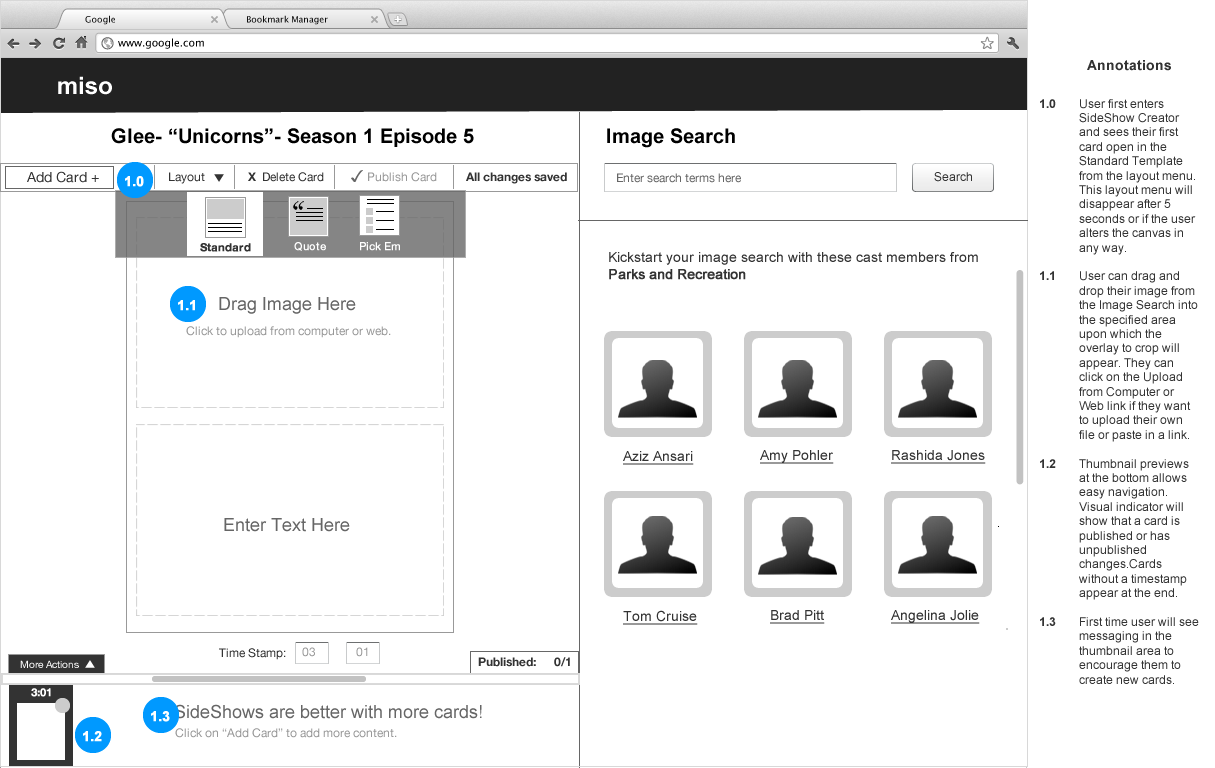 Google
Bookmark Manager
www.google.com
miso
Glee- “Unicorns”- Season 1 Episode 5
Add Card +
1.0
Layout
X Delete Card
Publish Card
All changes saved
Standard
Quote
Pick Em
1.1
Drag Image Here
Click to upload from computer or web.
Enter Text Here
Time Stamp:
03
01
More Actions
Published: 0/1
3:01
1.2
1.3
SideShows are better with more cards!
Click on “Add Card” to add more content.
Image Search
Enter search terms here
Search
Kickstart your image search with these cast members from
Parks and Recreation
Aziz Ansari
Amy Pohler
Rashida Jones
Tom Cruise
Brad Pitt
Angelina Jolie
Annotations
1.0 User first enters
SideShow Creator
and sees their first
card open in the
Standard Template
from the layout menu.
This layout menu will
disappear after 5
seconds or if the user
alters the canvas in
any way.
1.1 User can drag and
drop their image from
the Image Search into
the specified area
upon which the
overlay to crop will
appear. They can
click on the Upload
from Computer or
Web link if they want
to upload their own
file or paste in a link.
1.2 Thumbnail previews
at the bottom allows
easy navigation.
Visual indicator will
show that a card is
published or has
unpublished
changes.Cards
without a timestamp
appear at the end.
1.3 First time user will see
messaging in the
thumbnail area to
encourage them to
create new cards.